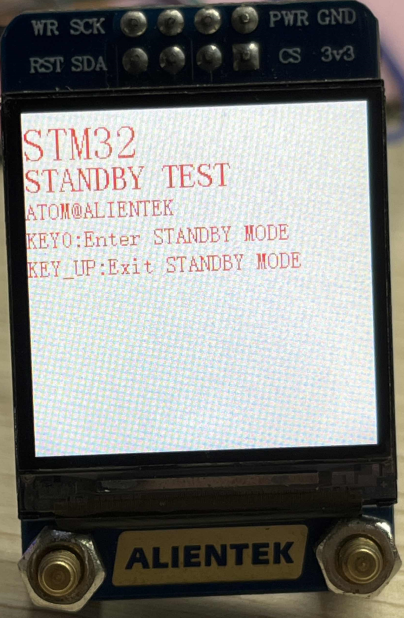 WR SCK PWR GND
RST SDA CS 3v3
STM32
STANDBY TEST
ATOM@ALIENTEK
KEY0:Enter STANDBY MODE
KEY_UP:Exit STANDBY MODE
ALIENTEK